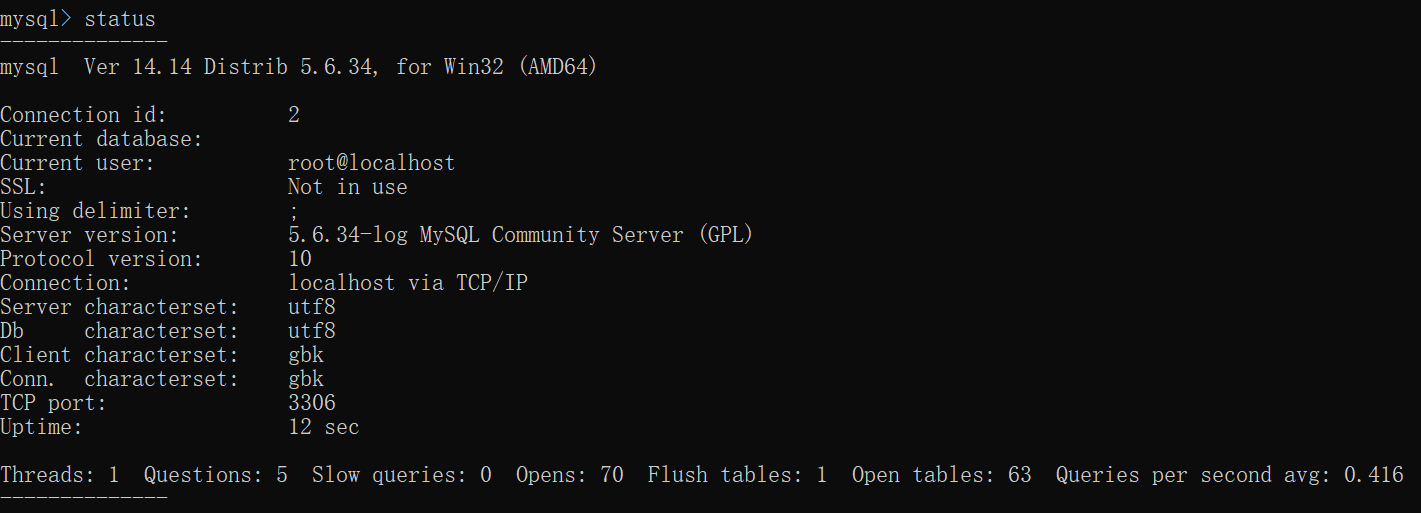 mysql> status
--------------
mysql  Ver 14.14 Distrib 5.6.34, for Win32 (AMD64)

Connection id:          2
Current database:
Current user:           root@localhost
SSL:                    Not in use
Using delimiter:        ;
Server version:         5.6.34-log MySQL Community Server (GPL)
Protocol version:       10
Connection:             localhost via TCP/IP
Server characterset:    utf8
Db     characterset:    utf8
Client characterset:    gbk
Conn.  characterset:    gbk
TCP port:               3306
Uptime:                 12 sec

Threads: 1  Questions: 5  Slow queries: 0  Opens: 70  Flush tables: 1  Open tables: 63  Queries per second avg: 0.416
--------------